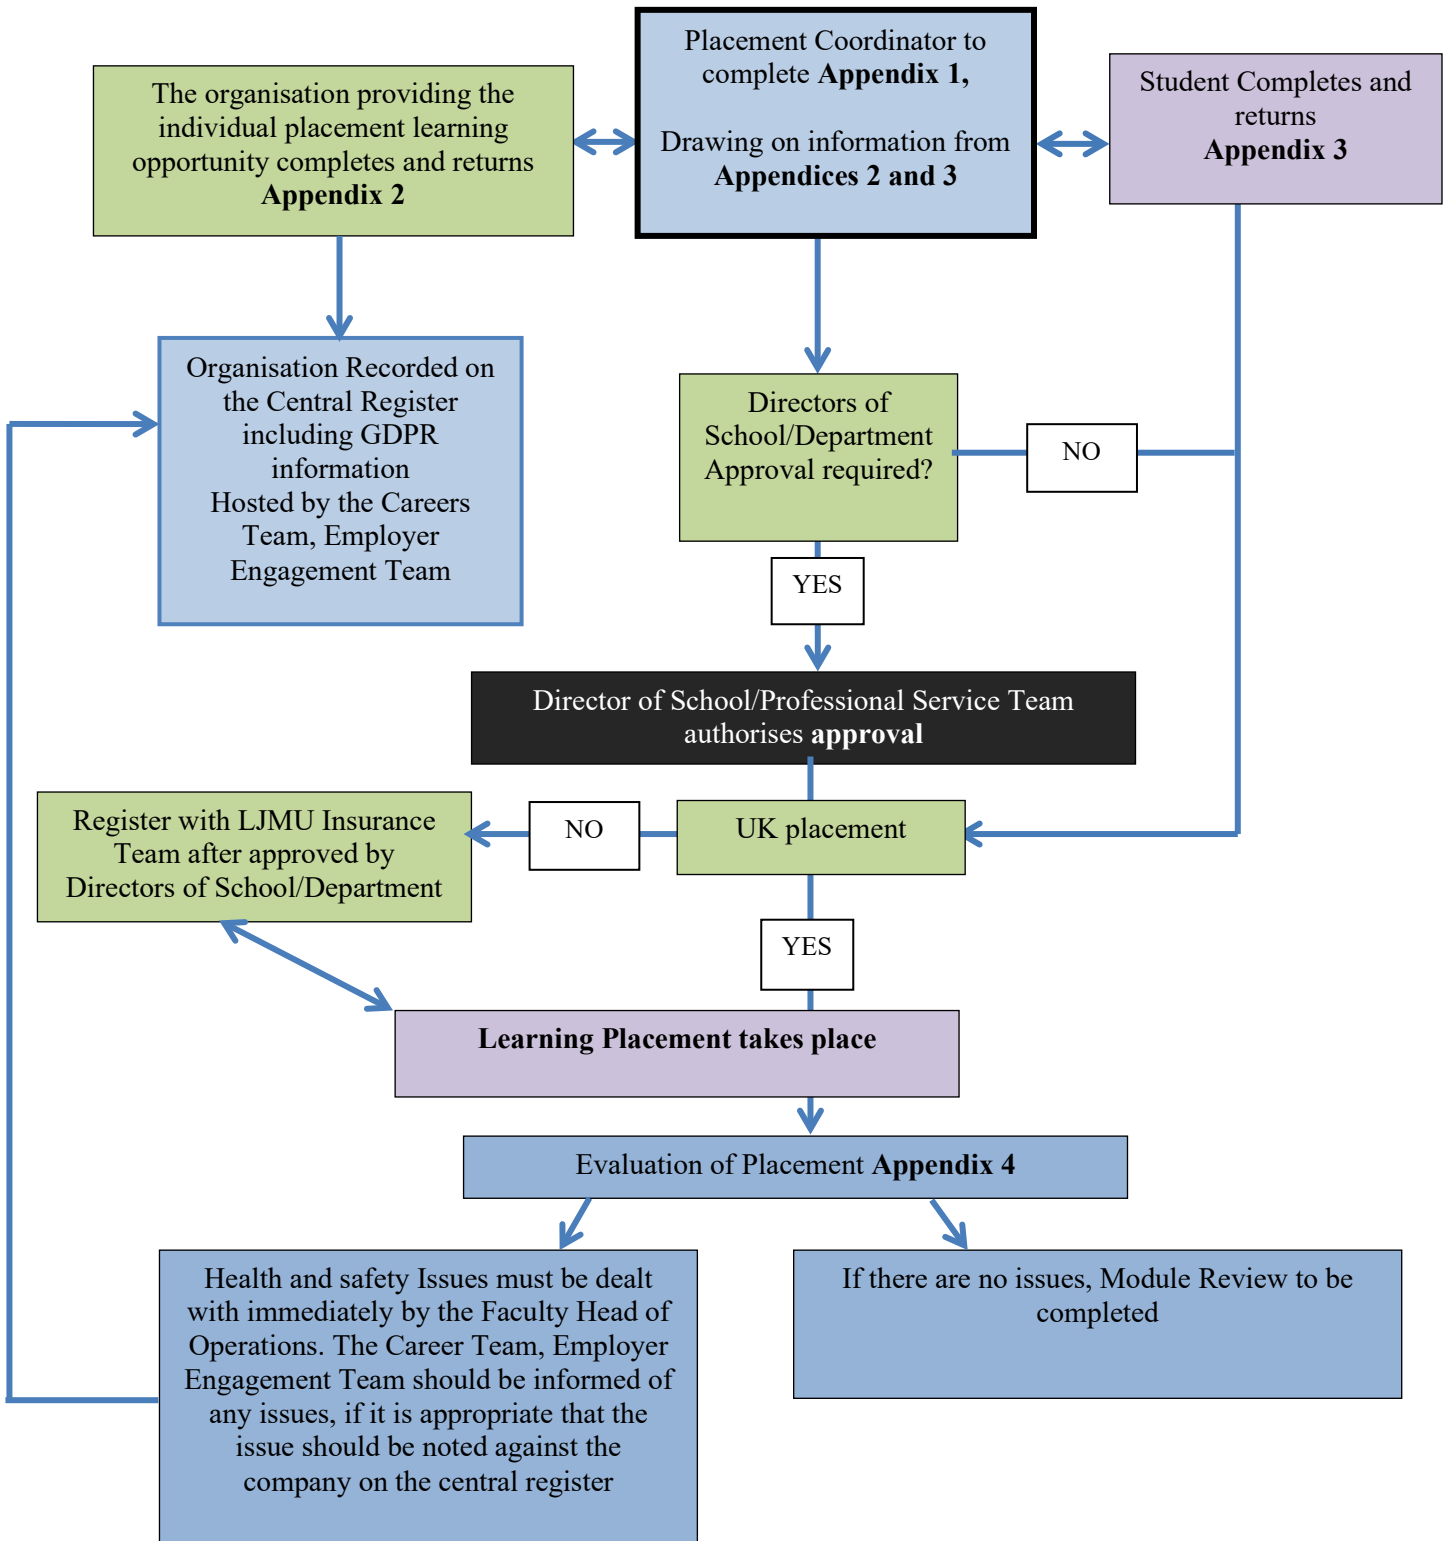 The organisation providing the
individual placement learning
opportunity completes and returns
Appendix 2
Placement Coordinator to
complete Appendix 1,
Drawing on information from
Appendices 2 and 3
Student Completes and
returns
Appendix 3
Organisation Recorded on
the Central Register
including GDPR
information
Hosted by the Careers
Team, Employer
Engagement Team
Directors of
School/Department
Approval required?
NO
YES
Director of School/Professional Service Team
authorises approval
Register with LJMU Insurance
Team after approved by
Directors of School/Department
NO
UK placement
YES
Learning Placement takes place
Evaluation of Placement Appendix 4
Health and safety Issues must be dealt
with immediately by the Faculty Head of
Operations. The Career Team, Employer
Engagement Team should be informed of
any issues, if it is appropriate that the
issue should be noted against the
company on the central register
If there are no issues, Module Review to be
completed